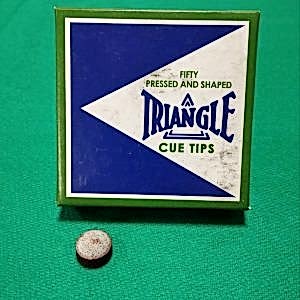 FIFTY
PRESSED AND SHAPED
TRIANGLE
CUE TIPS